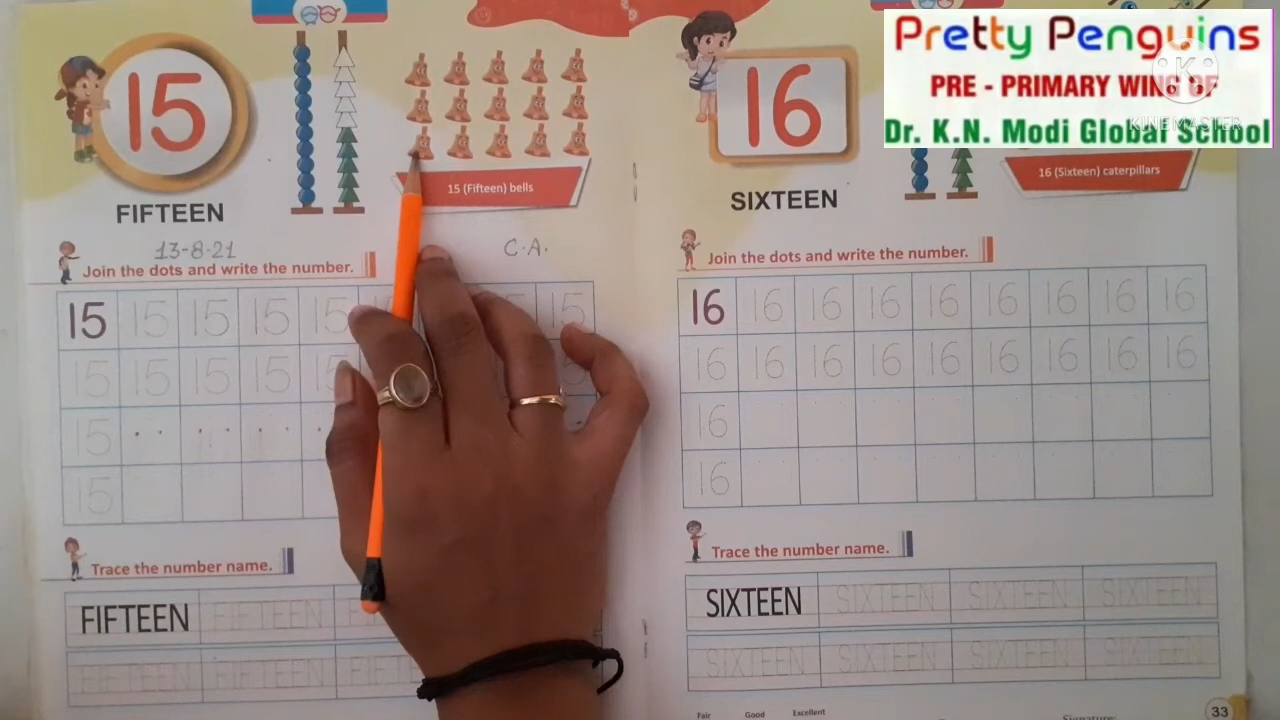 Pretty Penguins
PRE - PRIMARY WING OF
Dr. K.N. Modi Global School
KINEMASTER
15
FIFTEEN
15 (Fifteen) bells
13-8-21
C.A.
Join the dots and write the number.
15 15 15 15 15 15
15 15 15 15 15
15
15
Trace the number name.
FIFTEEN FIFTEEN
FIFTEEN FIFTEEN
16
SIXTEEN
16 (Sixteen) caterpillars
Join the dots and write the number.
16 16 16 16 16 16 16 16 16
16 16 16 16 16 16 16 16 16
16
16
Trace the number name.
SIXTEEN SIXTEEN SIXTEEN SIXTEEN
SIXTEEN SIXTEEN SIXTEEN SIXTEEN
Fair Good Excellent
Signature:
33